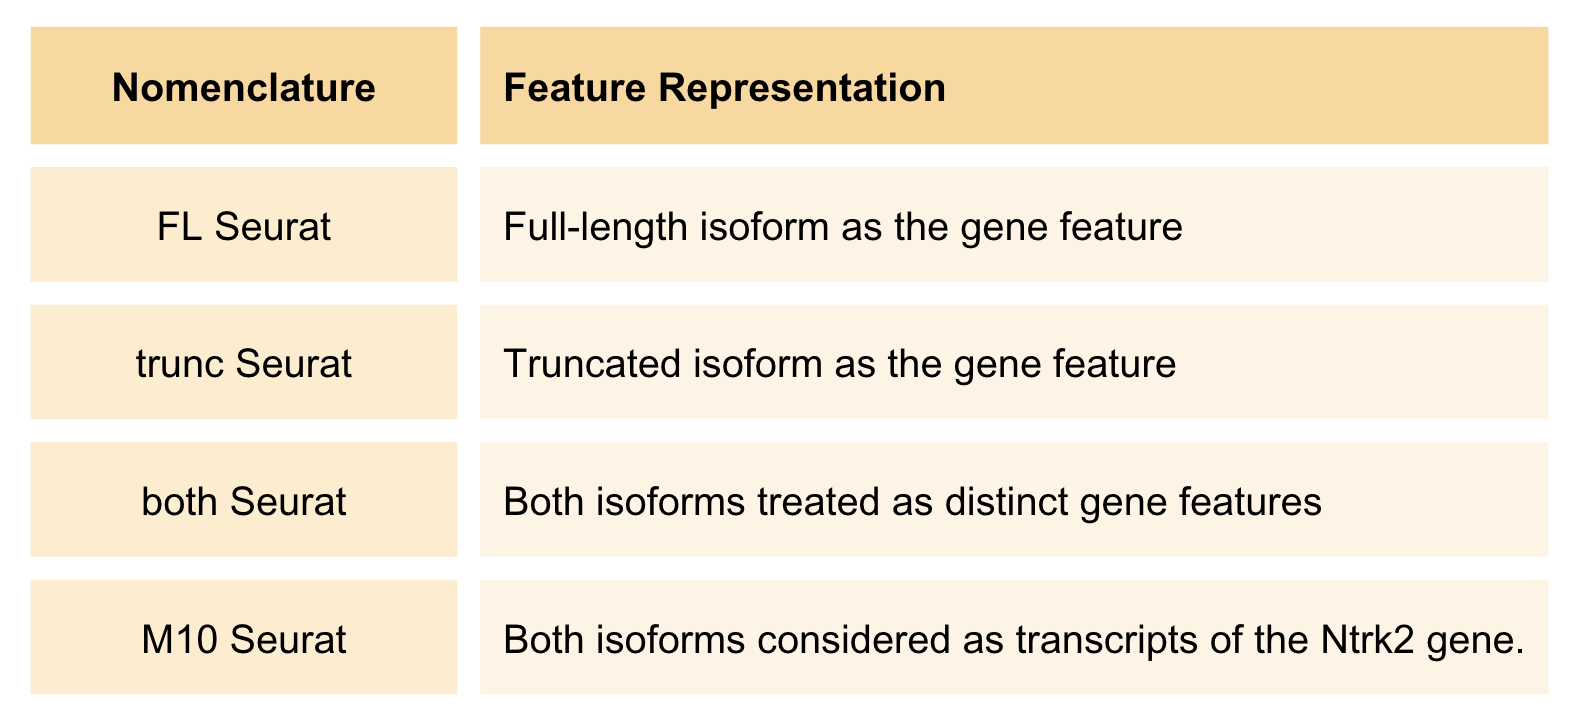 Nomenclature Feature Representation
FL Seurat Full-length isoform as the gene feature
trunc Seurat Truncated isoform as the gene feature
both Seurat Both isoforms treated as distinct gene features
M10 Seurat Both isoforms considered as transcripts of the Ntrk2 gene.